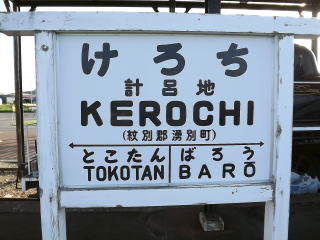 けろち
計呂地
KEROCHI
(紋別郡湧別町)
とこたん ばろう
TOKOTAN BARŌ